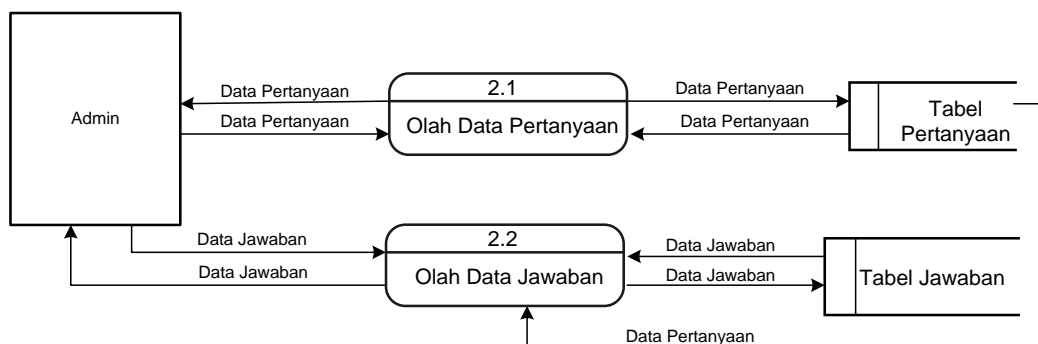 Admin
Data Pertanyaan
Data Pertanyaan
2.1
Olah Data Pertanyaan
Data Pertanyaan
Data Pertanyaan
Tabel
Pertanyaan
Data Jawaban
Data Jawaban
2.2
Olah Data Jawaban
Data Jawaban
Data Jawaban
Tabel Jawaban
Data Pertanyaan